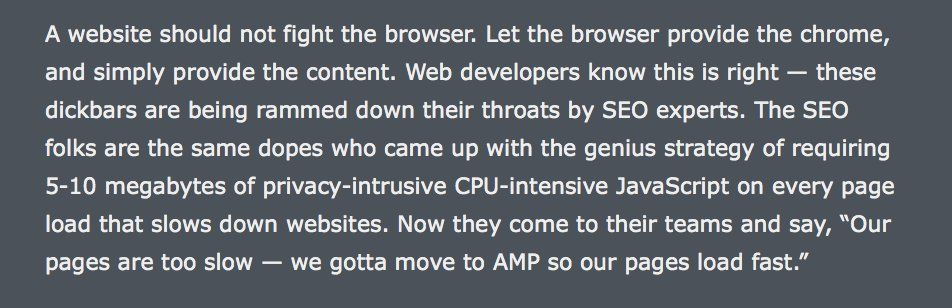 A website should not fight the browser. Let the browser provide the chrome,
and simply provide the content. Web developers know this is right — these
dickbars are being rammed down their throats by SEO experts. The SEO
folks are the same dopes who came up with the genius strategy of requiring
5-10 megabytes of privacy-intrusive CPU-intensive JavaScript on every page
load that slows down websites. Now they come to their teams and say, “Our
pages are too slow — we gotta move to AMP so our pages load fast.”